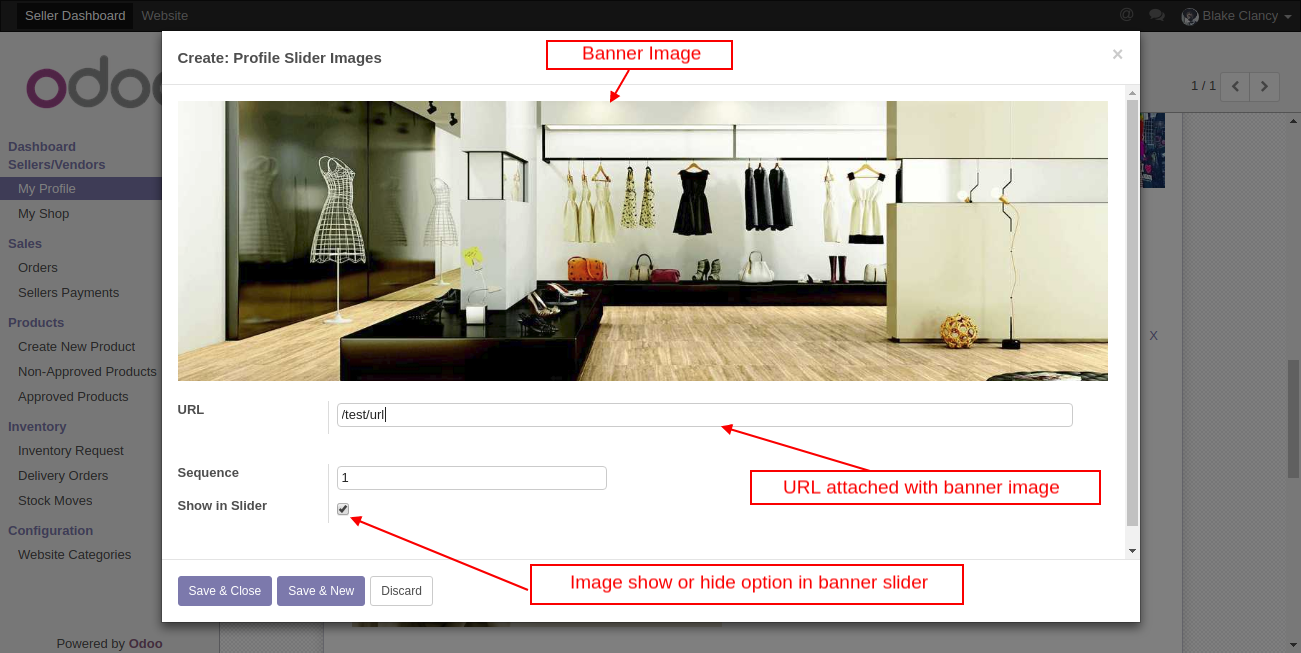 Seller Dashboard Website @ Blake Clancy
Create: Profile Slider Images
Banner Image
×
odoo
1 / 1
Dashboard
Sellers/Vendors
My Profile
My Shop
Sales
Orders
Sellers Payments
Products
Create New Product
Non-Approved Products
Approved Products
Inventory
Inventory Request
Delivery Orders
Stock Moves
Configuration
Website Categories
Powered by Odoo
X
URL
/test/url
URL attached with banner image
Sequence
1
Show in Slider
Image show or hide option in banner slider
Save & Close
Save & New
Discard